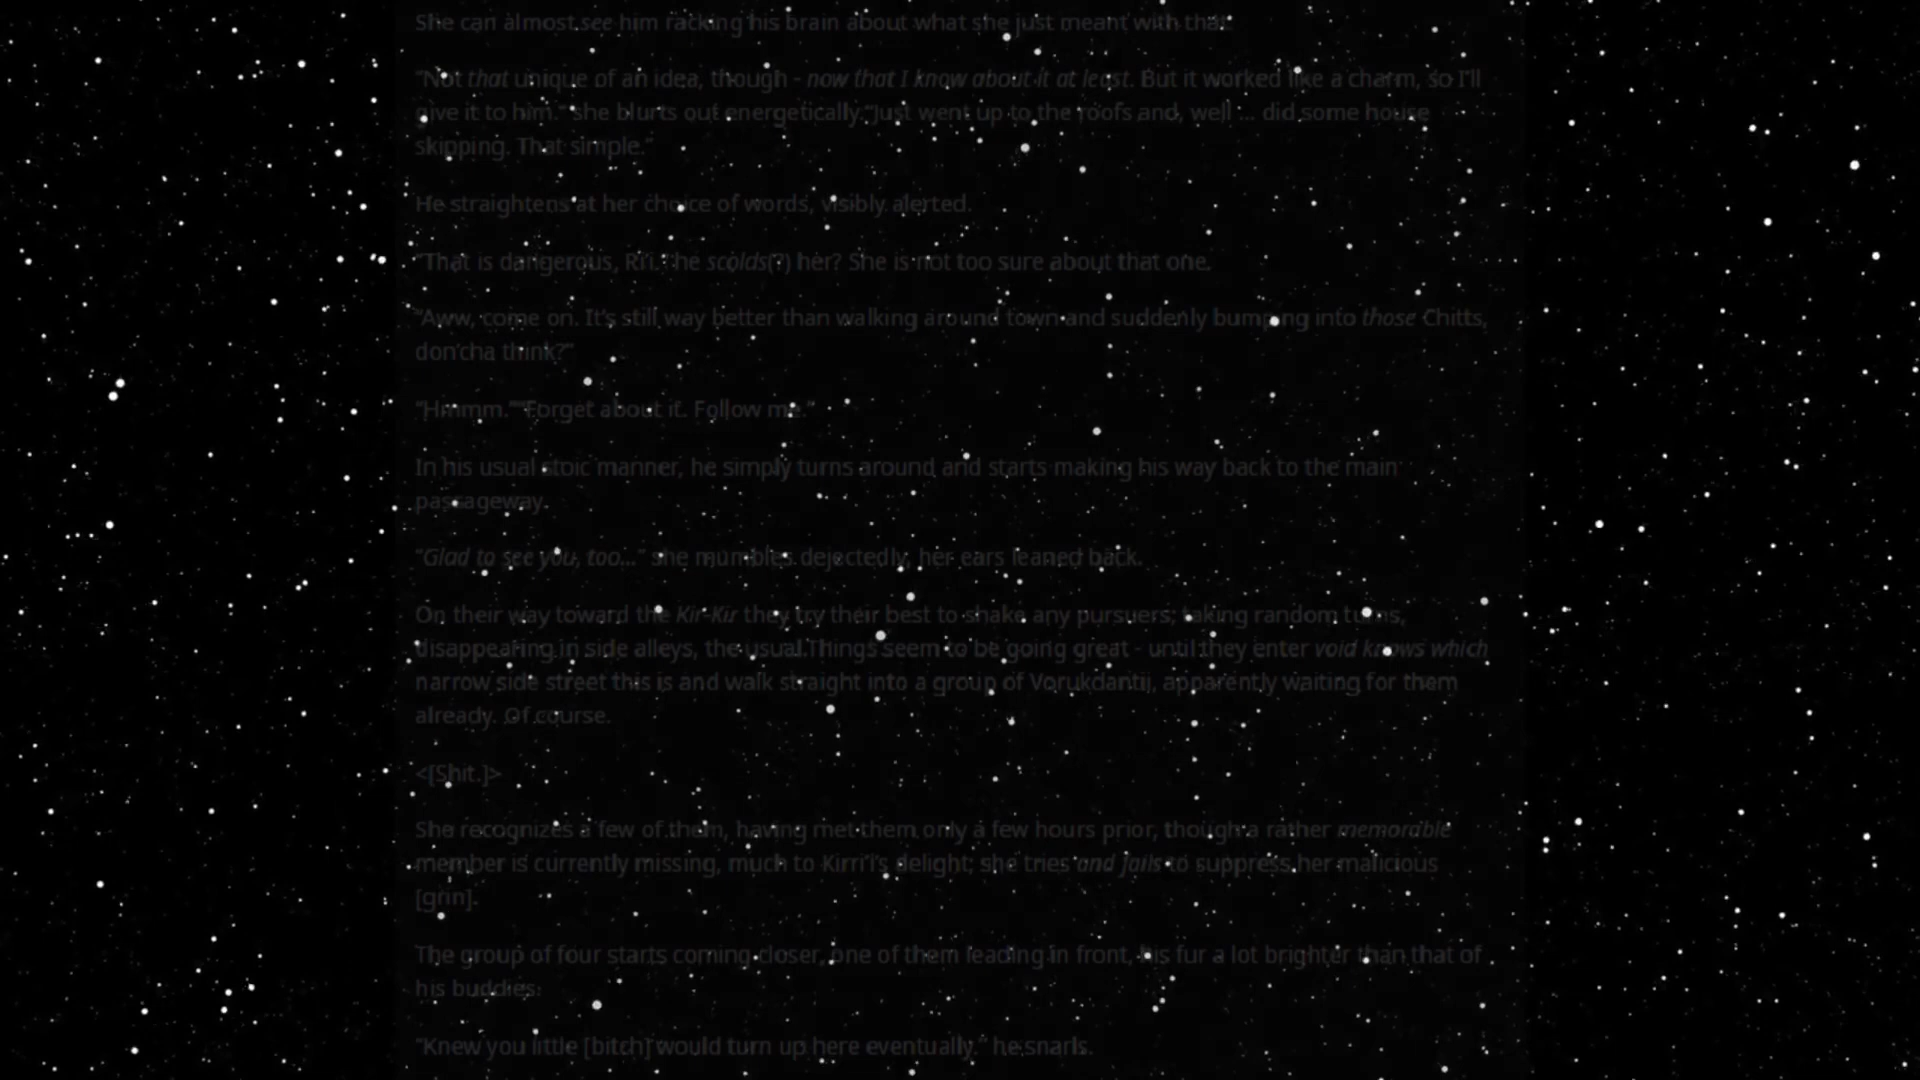 She can almost see him racking his brain about what she just meant with that.
“Not that unique of an idea, though - now that I know about it at least. But it worked like a charm, so I’ll
give it to him.” she blurts out energetically.“Just went up to the roofs and, well ... did some house
skipping. That simple.”
He straightens at her choice of words, visibly alerted.
“That is dangerous, Ri’i.” he scolds(?) her? She is not too sure about that one.
“Aww, come on. It’s still way better than walking around town and suddenly bumping into those Chitts,
don’cha think?”
“Hmmm.”“Forget about it. Follow me.”
In his usual stoic manner, he simply turns around and starts making his way back to the main
passageway.
“Glad to see you, too...” she mumbles dejectedly, her ears leaned back.
On their way toward the Kir-Kir they try their best to shake any pursuers; taking random turns,
disappearing in side alleys, the usual.Things seem to be going great - until they enter void knows which
narrow side street this is and walk straight into a group of Vorukdantij, apparently waiting for them
already. Of course.
<[Shit.]>
She recognizes a few of them, having met them only a few hours prior, though a rather memorable
member is currently missing, much to Kirri’i’s delight; she tries and fails to suppress her malicious
[grin].
The group of four starts coming closer, one of them leading in front, his fur a lot brighter than that of
his buddies.
“Knew you little [bitch] would turn up here eventually.” he snarls.